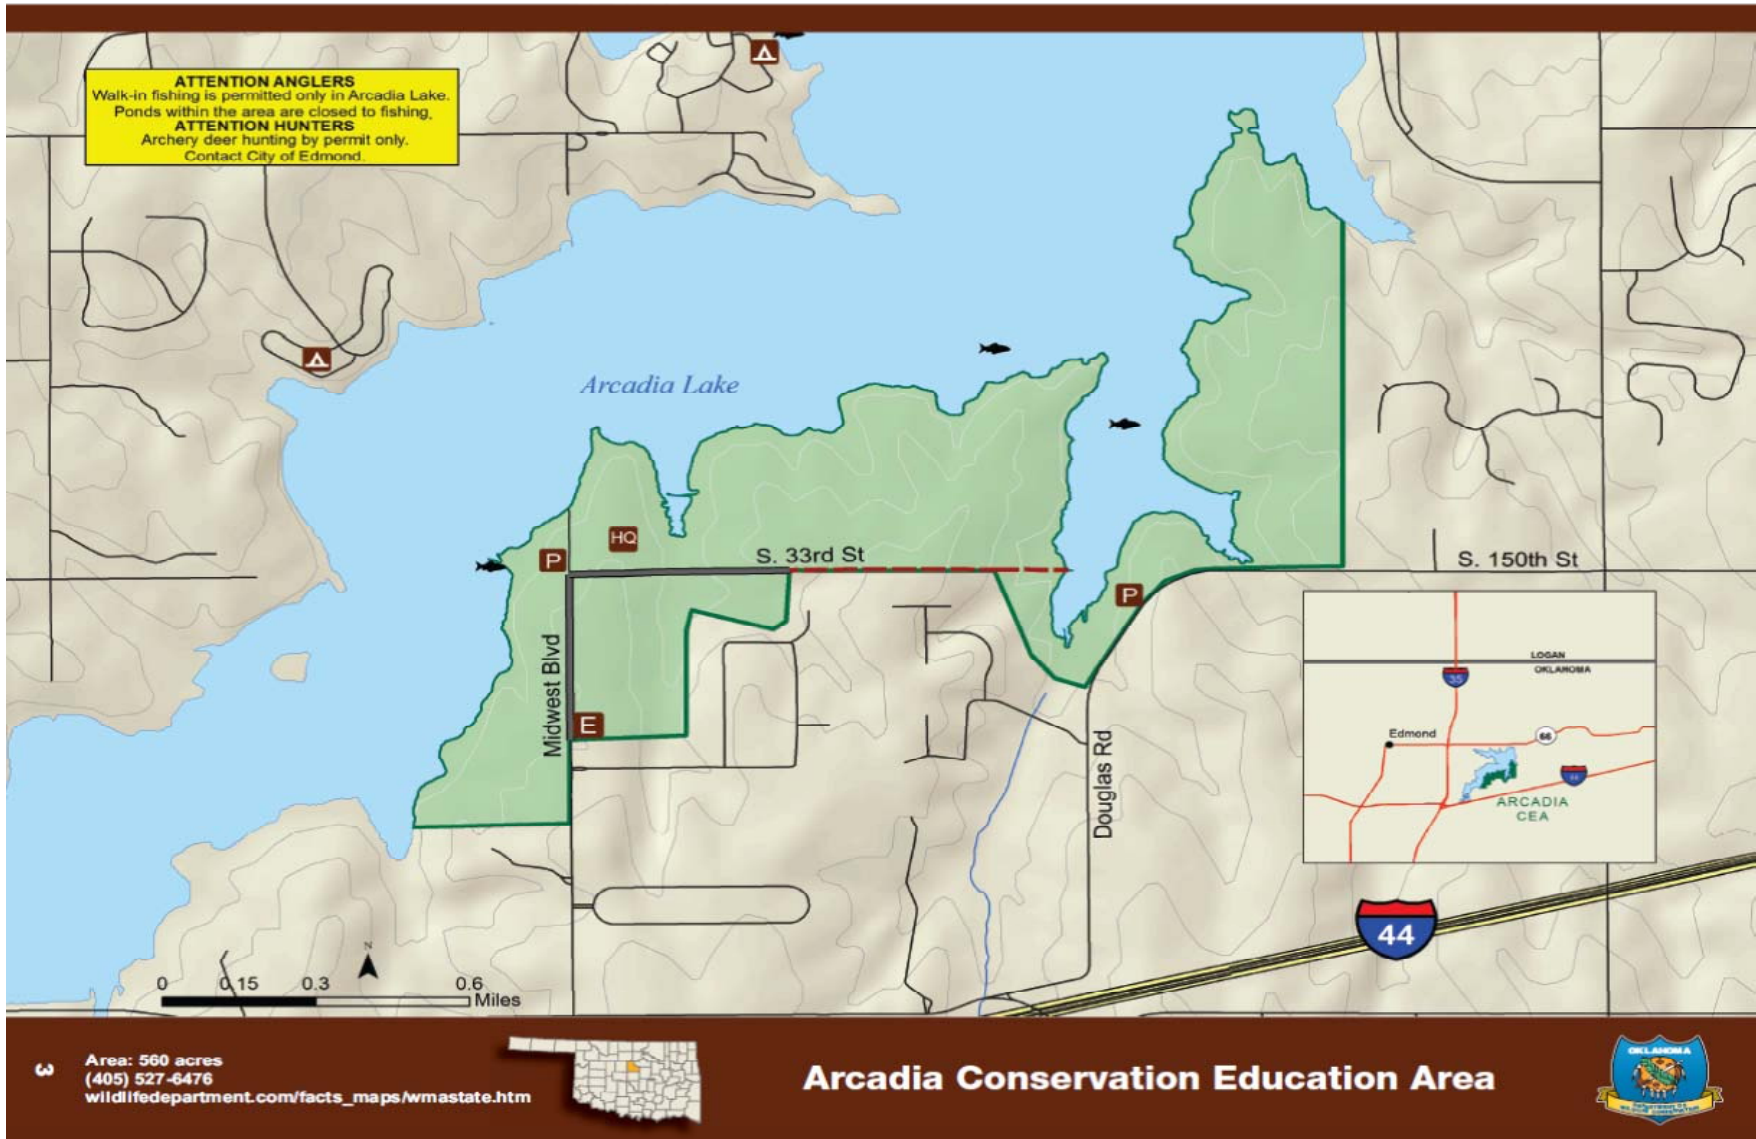 ATTENTION ANGLERS
Walk-in fishing is permitted only in Arcadia Lake.
Ponds within the area are closed to fishing,
ATTENTION HUNTERS
Archery deer hunting by permit only.
Contact City of Edmond.
Arcadia Lake
HQ
P
S. 33rd St
S. 150th St
P
Midwest Blvd
E
Douglas Rd
LOGAN
OKLAHOMA
35
Edmond
66
44
ARCADIA
CEA
44
N
0 0.15 0.3 0.6
Miles
3
Area: 560 acres
(405) 527-6476
wildlifedepartment.com/facts_maps/wmastate.htm
Arcadia Conservation Education Area
OKLAHOMA
DEPARTMENT OF
WILDLIFE CONSERVATION